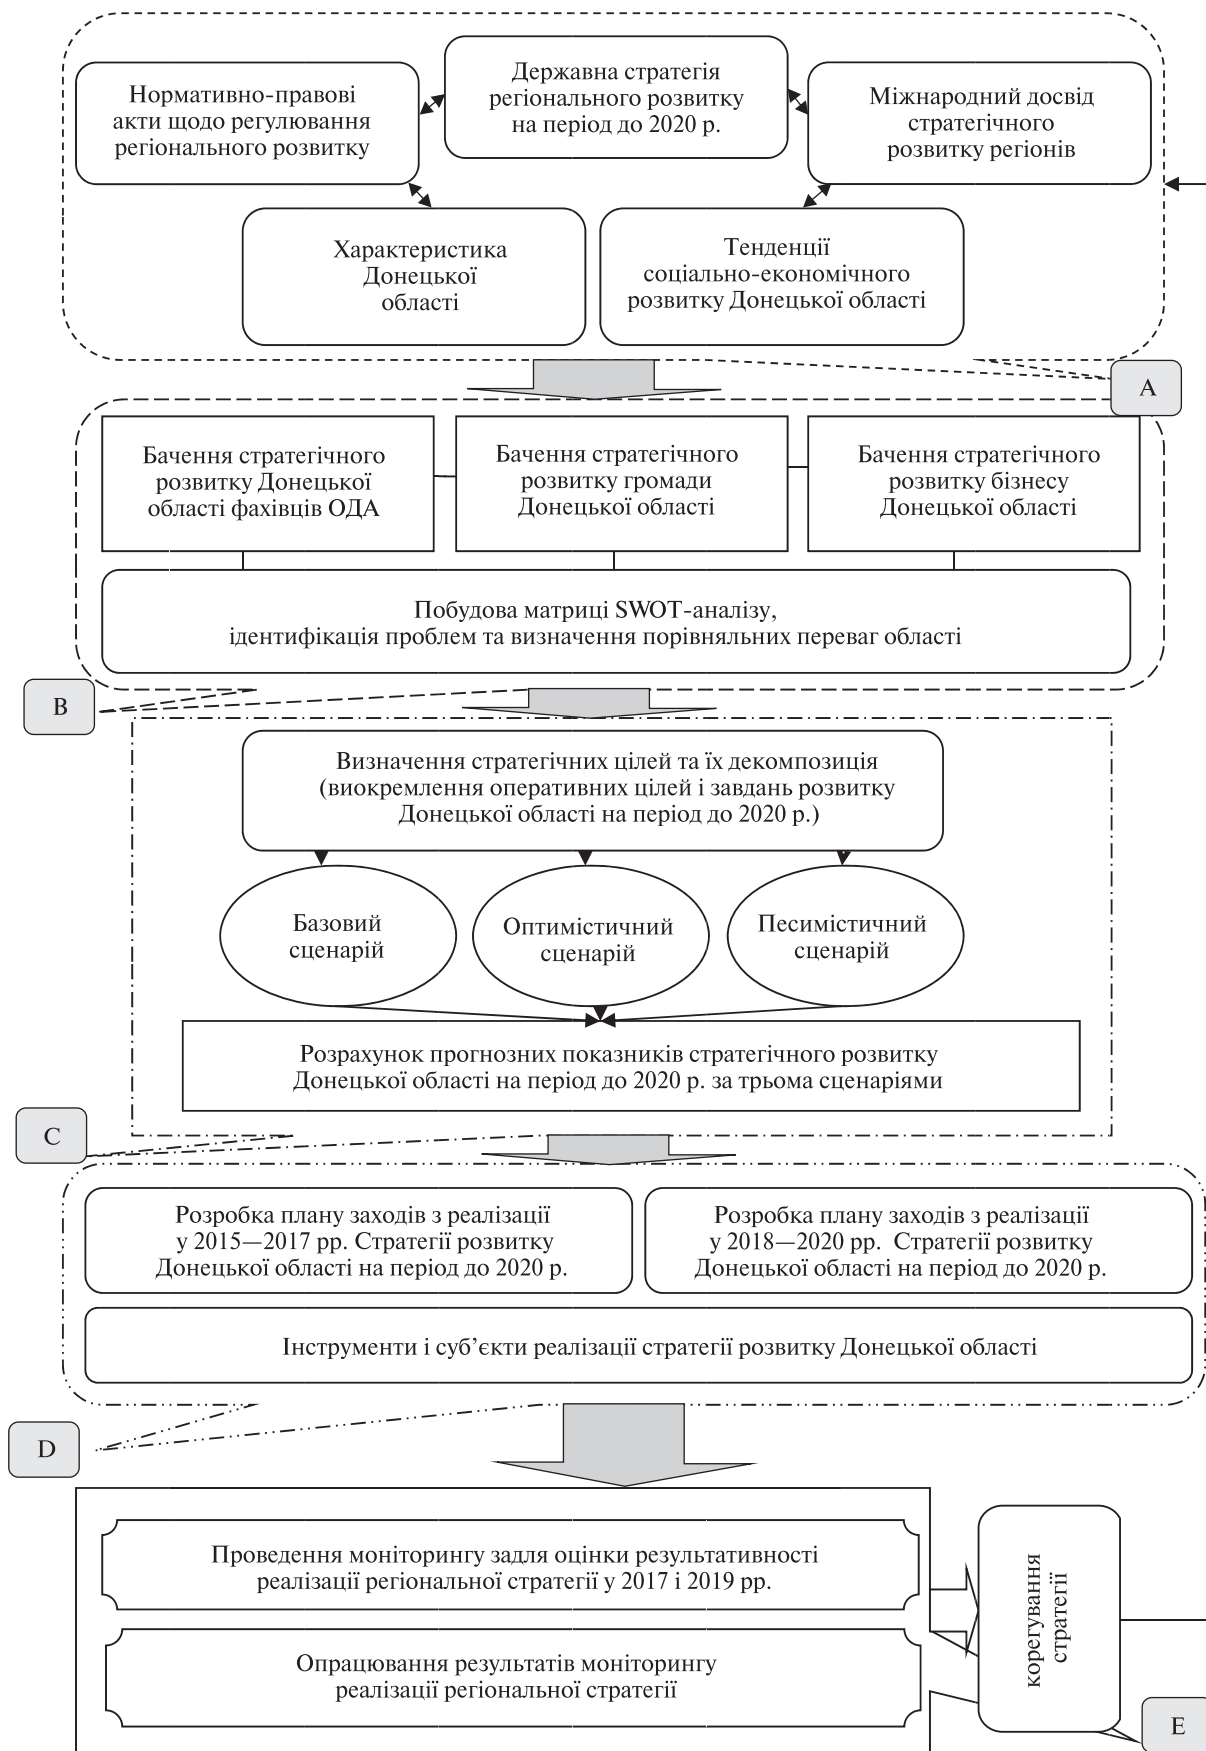 Нормативно-правові
акти щодо регулювання
регіонального розвитку
Державна стратегія
регіонального розвитку
на період до 2020 р.
Міжнародний досвід
стратегічного
розвитку регіонів
Характеристика
Донецької
області
Тенденції
соціально-економічного
розвитку Донецької області
A
Бачення стратегічного
розвитку Донецької
області фахівців ОДА
Бачення стратегічного
розвитку громади
Донецької області
Бачення стратегічного
розвитку бізнесу
Донецької області
Побудова матриці SWOT-аналізу,
ідентифікація проблем та визначення порівняльних переваг області
B
Визначення стратегічних цілей та їх декомпозиція
(виокремлення оперативних цілей і завдань розвитку
Донецької області на період до 2020 р.)
Базовий
сценарій
Оптимістичний
сценарій
Песимістичний
сценарій
Розрахунок прогнозних показників стратегічного розвитку
Донецької області на період до 2020 р. за трьома сценаріями
C
Розробка плану заходів з реалізації
у 2015—2017 рр. Стратегії розвитку
Донецької області на період до 2020 р.
Розробка плану заходів з реалізації
у 2018—2020 рр. Стратегії розвитку
Донецької області на період до 2020 р.
Інструменти і суб’єкти реалізації стратегії розвитку Донецької області
D
Проведення моніторингу задля оцінки результативності
реалізації регіональної стратегії у 2017 і 2019 рр.
Опрацювання результатів моніторингу
реалізації регіональної стратегії
корегування
стратегії
E